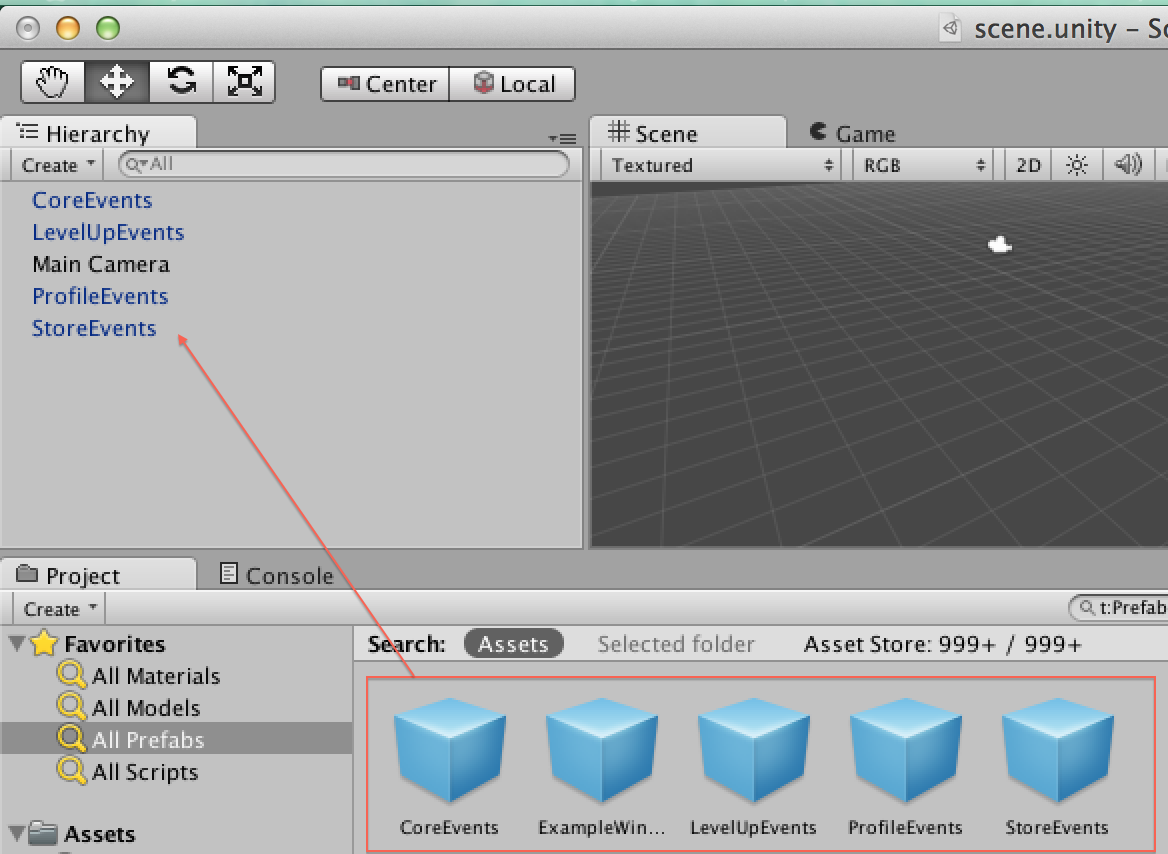 scene.unity – Sc
Center Local
Hierarchy
Create All
CoreEvents
LevelUpEvents
Main Camera
ProfileEvents
StoreEvents
Scene Game
Textured RGB 2D
Project Console
Create t:Prefab
Favorites
All Materials
All Models
All Prefabs
All Scripts
Assets
Search: Assets Selected folder Asset Store: 999+ / 999+
CoreEvents ExampleWin... LevelUpEvents ProfileEvents StoreEvents